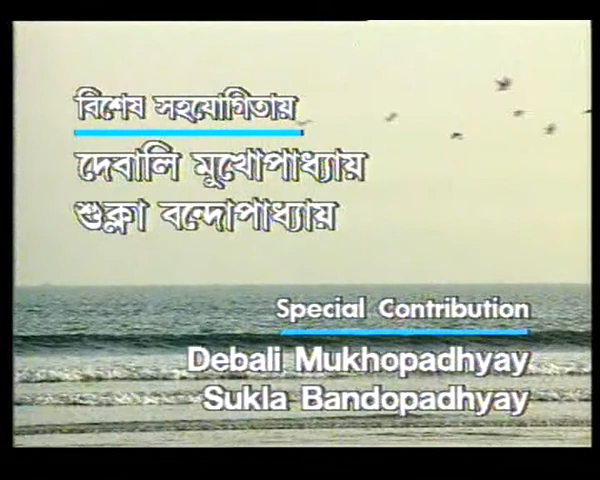 বিশেষ সহযোগিতায়
দেবালি মুখোপাধ্যায়
শুক্লা বন্দোপাধ্যায়
Special Contribution
Debali Mukhopadhyay
Sukla Bandopadhyay